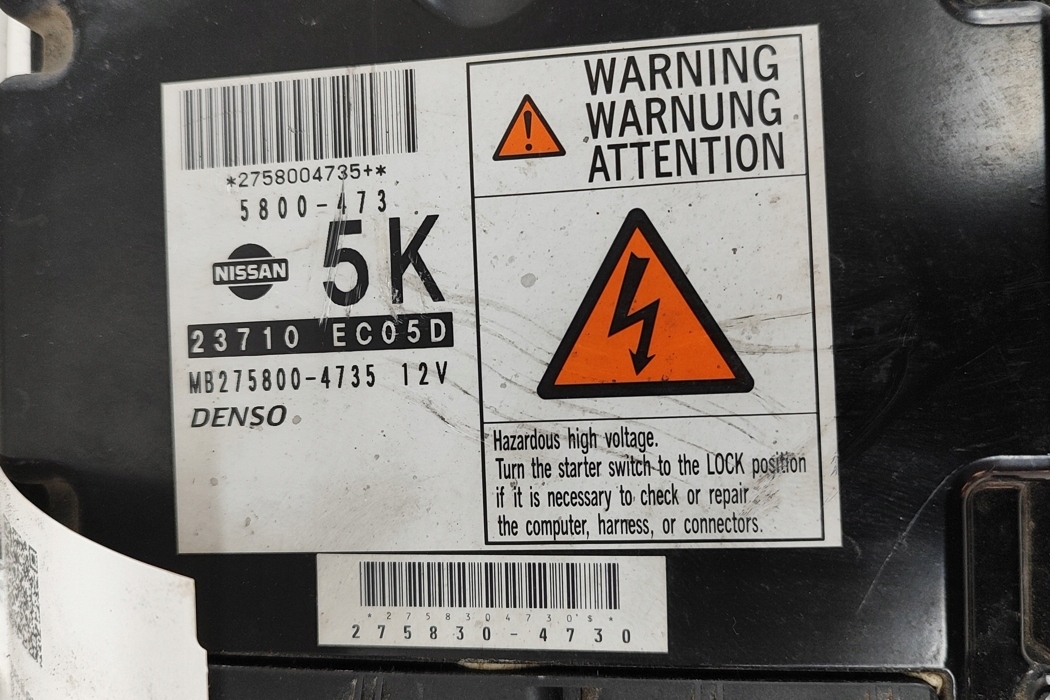 *2758004735+*
5800-473
NISSAN
5K
23710 EC05D
MB275800-4735 12V
DENSO
WARNING
WARNUNG
ATTENTION
Hazardous high voltage.
Turn the starter switch to the LOCK position
if it is necessary to check or repair
the computer, harness, or connectors.
*2758304730$*
275830-4730